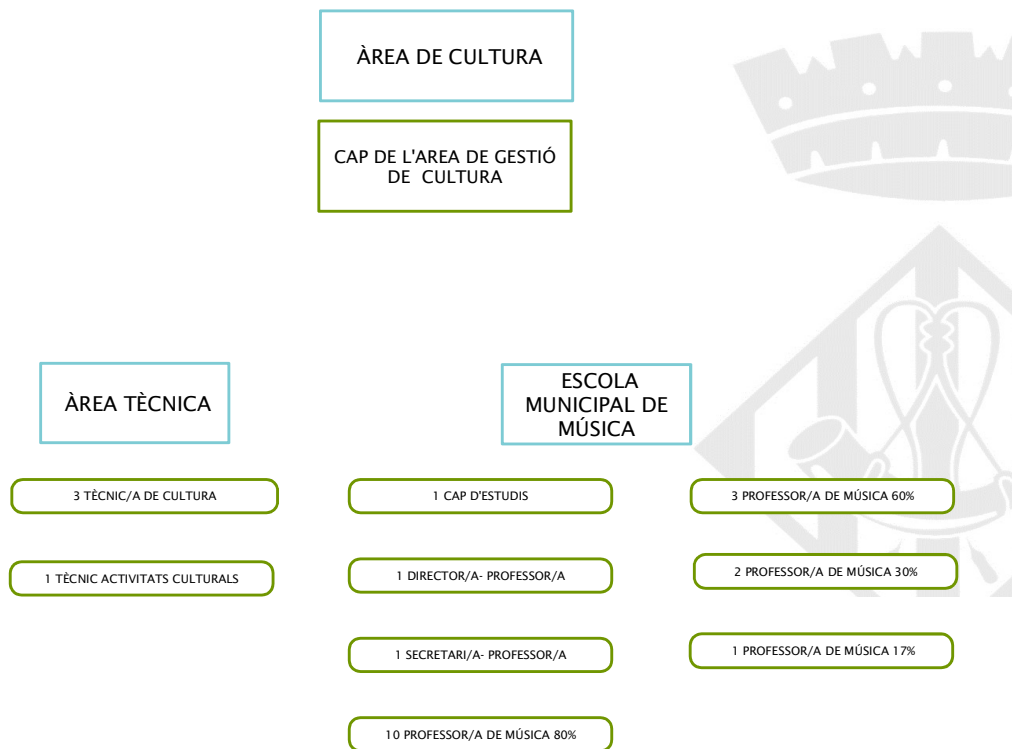 ÀREA DE CULTURA
CAP DE L'AREA DE GESTIÓ
DE CULTURA
ÀREA TÈCNICA
3 TÈCNIC/A DE CULTURA
1 TÈCNIC ACTIVITATS CULTURALS
ESCOLA
MUNICIPAL DE
MÚSICA
1 CAP D'ESTUDIS
1 DIRECTOR/A- PROFESSOR/A
1 SECRETARI/A- PROFESSOR/A
10 PROFESSOR/A DE MÚSICA 80%
3 PROFESSOR/A DE MÚSICA 60%
2 PROFESSOR/A DE MÚSICA 30%
1 PROFESSOR/A DE MÚSICA 17%